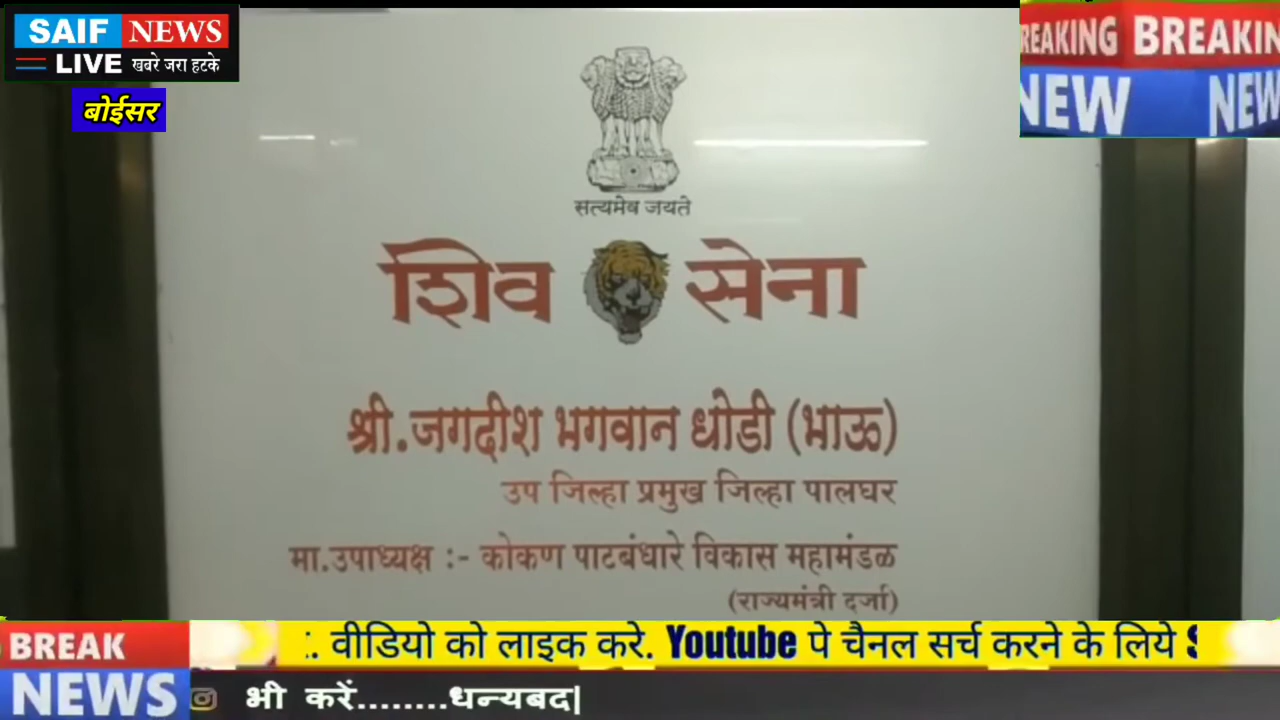 SAIF NEWS
LIVE खबरे जरा हटके
बोईसर
REAKING BREAKIN
NEW NEW
सत्यमेव जयते
शिव सेना
श्री.जगदीश भगवान धोडी (भाऊ)
उप जिल्हा प्रमुख जिल्हा पालघर
मा.उपाध्यक्ष :- कोकण पाटबंधारे विकास महामंडळ
(राज्यमंत्री दर्जा)
BREAK
NEWS
. वीडियो को लाइक करे. Youtube पे चैनल सर्च करने के लिये S
भी करें........धन्यबद|